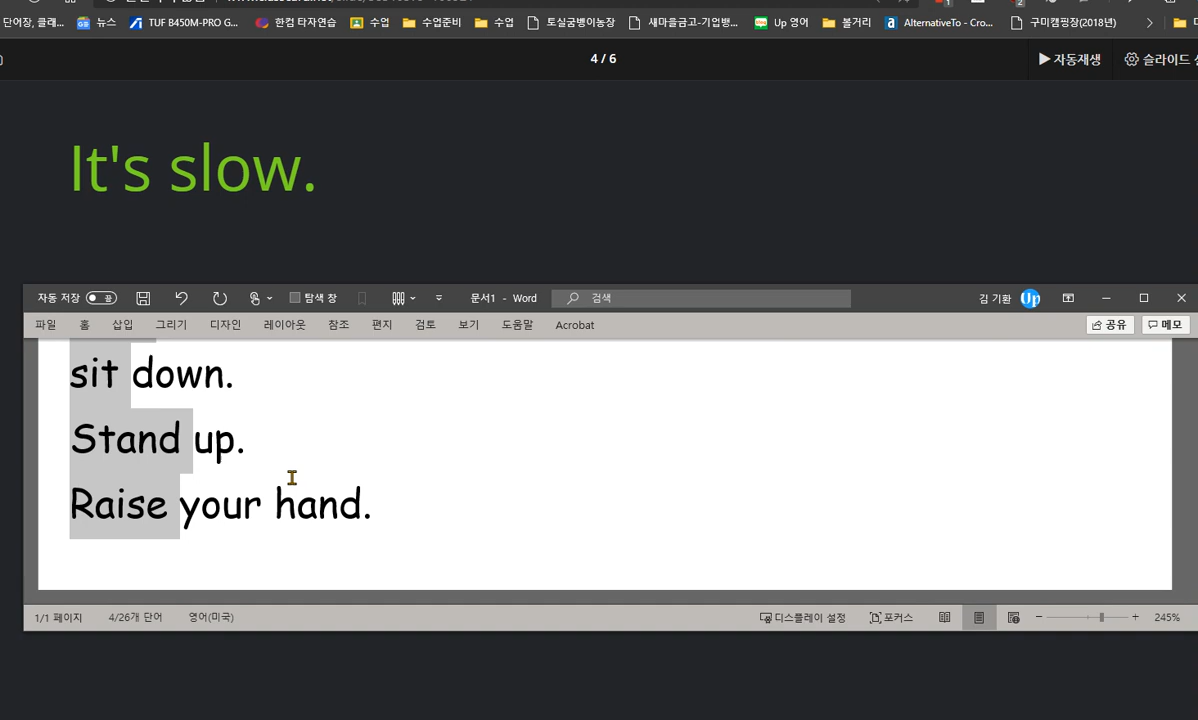 단어장, 클래... 뉴스 TUF B450M-PRO G... 한컴 타자연습 수업 수업준비 수업 토실굼뱅이농장 새마을금고-기업뱅... Up 영어 볼거리 AlternativeTo - Cro... 구미캠핑장(2018년)
4 / 6 자동재생 슬라이드
It's slow.
자동 저장 끔 탐색 창 문서1 - Word 검색 김 기환 Up
파일 홈 삽입 그리기 디자인 레이아웃 참조 편지 검토 보기 도움말 Acrobat 공유 메모
sit down.
Stand up.
Raise your hand.
1/1 페이지 4/26개 단어 영어(미국) 디스플레이 설정 포커스 245%